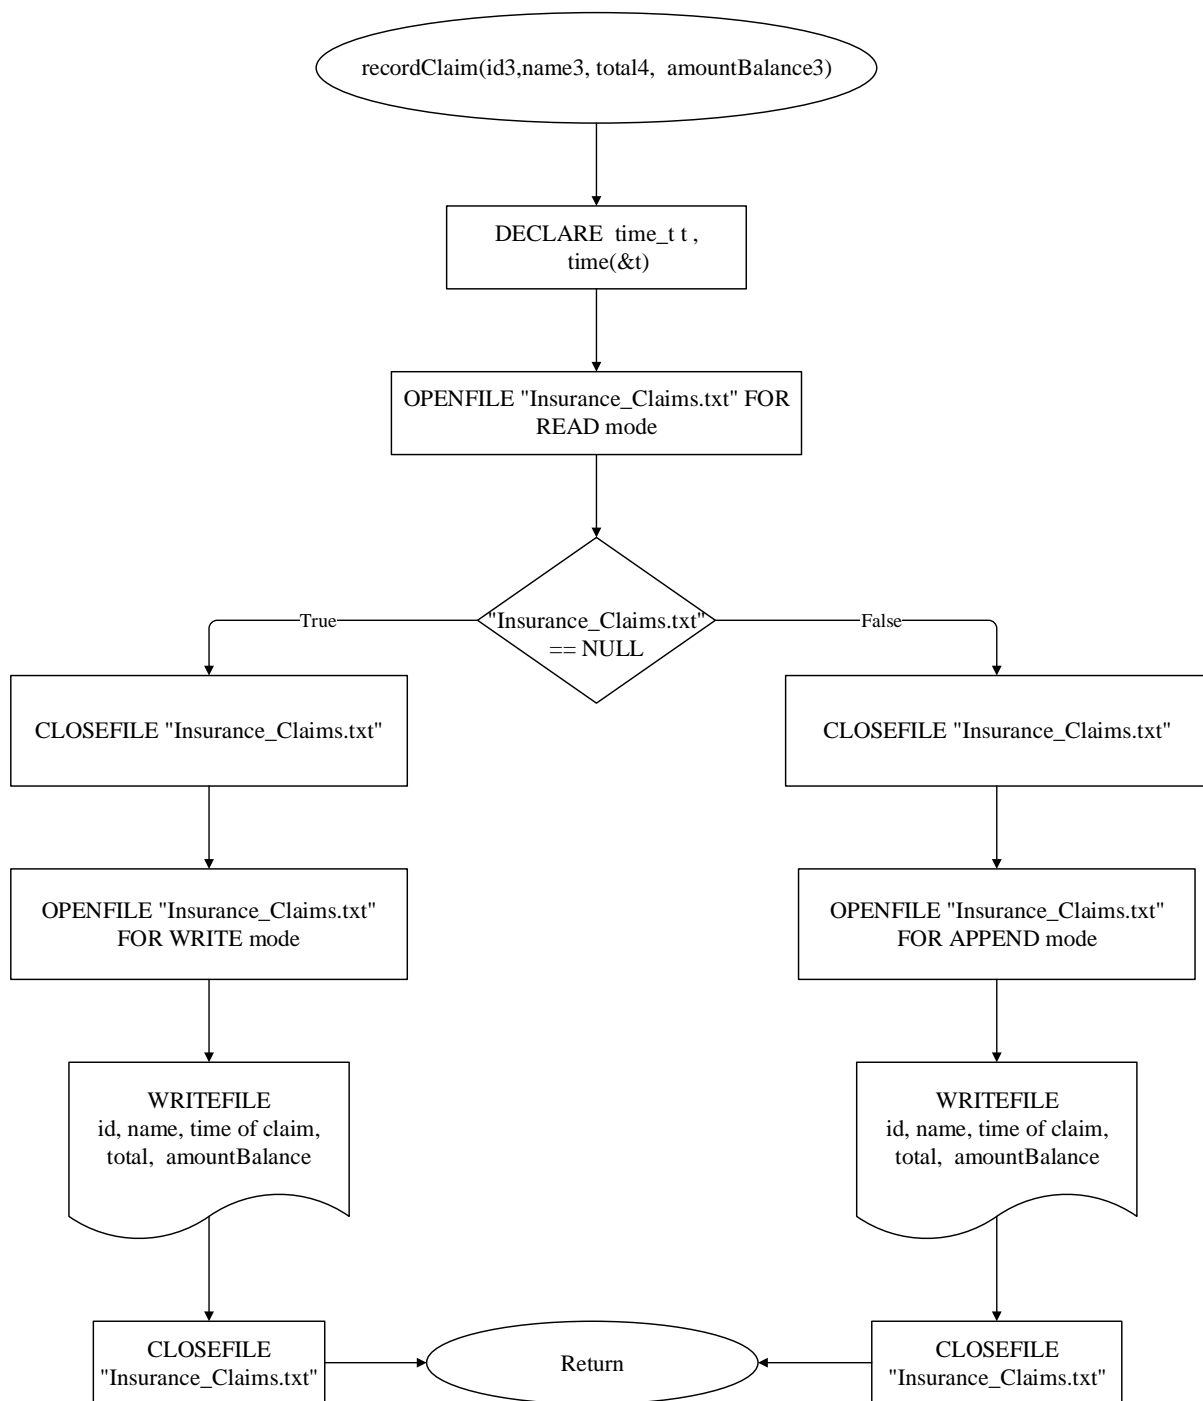 recordClaim(id3,name3, total4,  amountBalance3)
DECLARE  time_t t ,
time(&t)
OPENFILE "Insurance_Claims.txt" FOR
READ mode
"Insurance_Claims.txt"
== NULL
True
False
CLOSEFILE "Insurance_Claims.txt"
CLOSEFILE "Insurance_Claims.txt"
OPENFILE "Insurance_Claims.txt"
FOR WRITE mode
OPENFILE "Insurance_Claims.txt"
FOR APPEND mode
WRITEFILE
id, name, time of claim,
total,  amountBalance
WRITEFILE
id, name, time of claim,
total,  amountBalance
CLOSEFILE
"Insurance_Claims.txt"
Return
CLOSEFILE
"Insurance_Claims.txt"